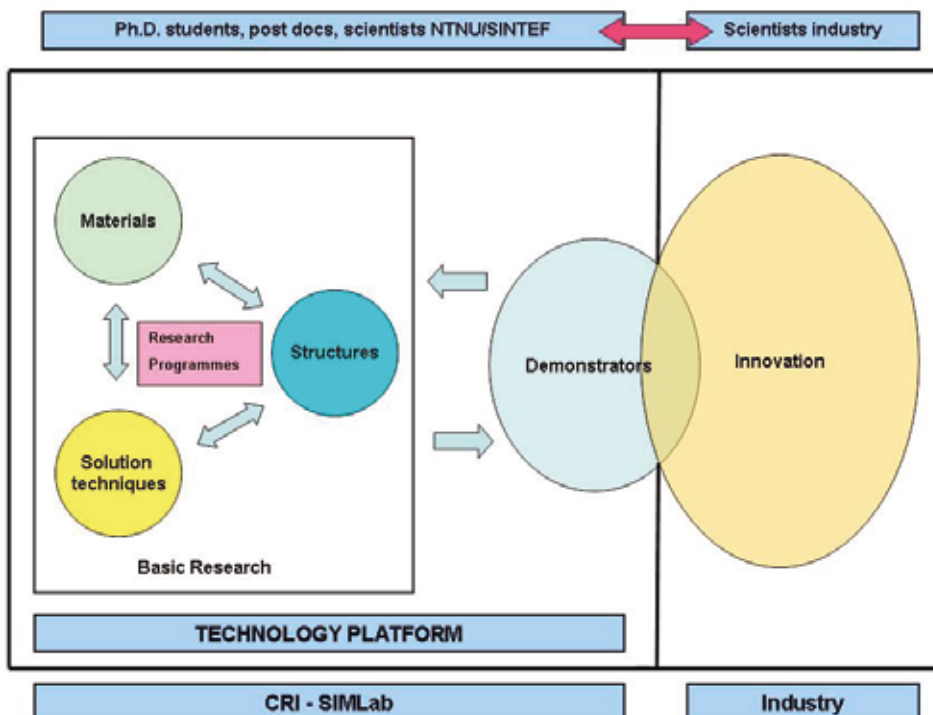 Ph.D. students, post docs, scientists NTNU/SINTEF
Scientists industry
Materials
Research
Programmes
Structures
Solution
techniques
Basic Research
Demonstrators
Innovation
TECHNOLOGY PLATFORM
CRI - SIMLab
Industry